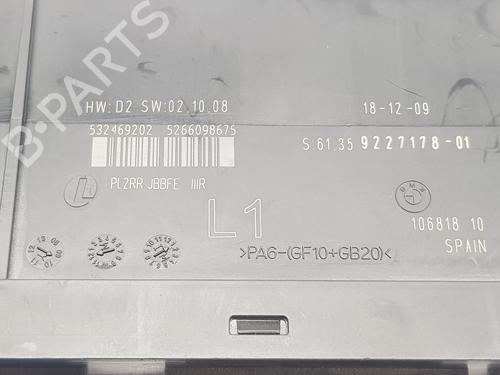 B-PARTS
HW: D2 SW:02.10.08
18-12-09
532469202 5266098675
S:61.35 9227178-01
PL2RR JBBFE IIIR
BMW
L1
106818 10
SPAIN
>PA6-(GF10+GB20)<